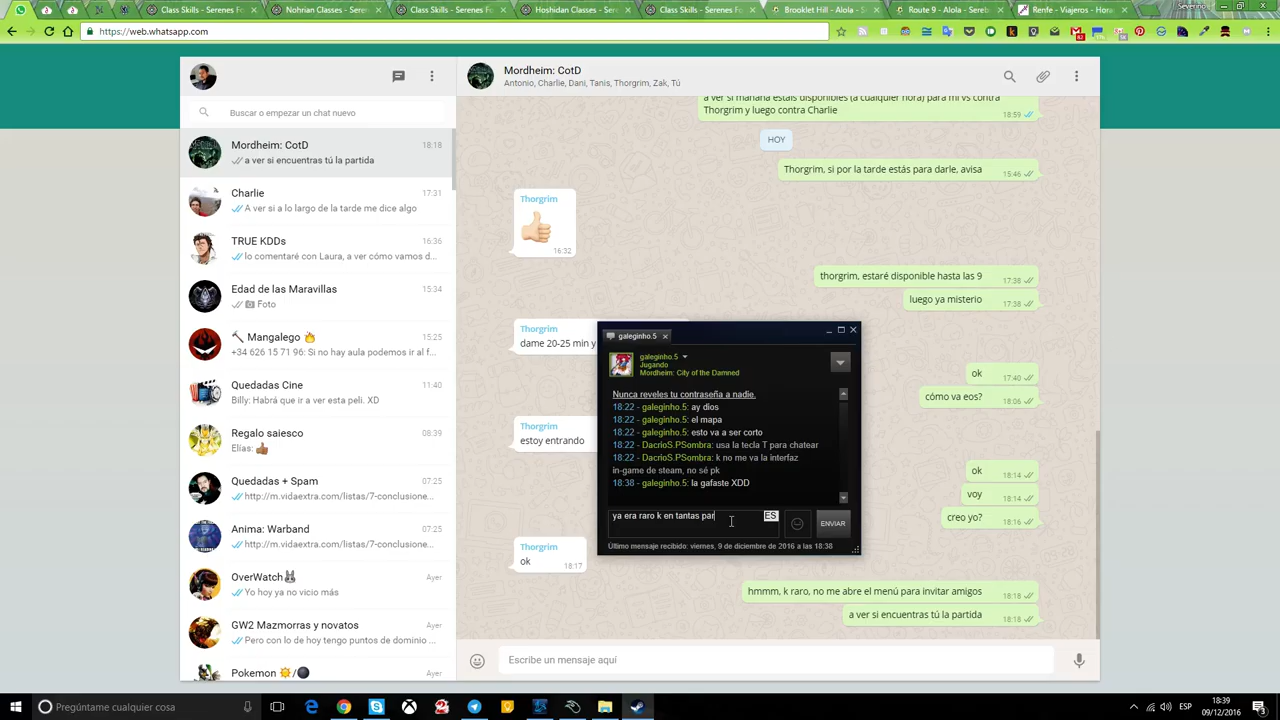 Class Skills - Serenes F
Class Skills - Serenes Fo
Nohrian Class Skills - S
Class Skills - Serenes Fo
Hoshidan Classes - Sere
Class Skills - Serenes Fo
Brooklet Hill - Alola - S
Route 9 - Alola - Serebi
Renfe - Viajeros - Hora
Severino
https://web.whatsapp.com
Buscar o empezar un chat nuevo
Mordheim: CotD
18:18
a ver si encuentras tú la partida
Charlie
17:31
A ver si a lo largo de la tarde me dice algo
TRUE KDDs
16:36
lo comentaré con Laura, a ver cómo vamos d...
Edad de las Maravillas
15:34
Foto
Mangalego
15:25
+34 626 15 71 96: Si no hay aula podemos ir al f...
Quedadas Cine
11:40
Billy: Habrá que ir a ver esta peli. XD
Regalo saiesco
08:39
Elías:
Quedadas + Spam
http://m.vidaextra.com/listas/7-conclusione...
Anima: Warband
http://m.vidaextra.com/listas/7-conclusione...
OverWatch
Ayer
Yo hoy ya no vicio más
GW2 Mazmorras y novatos
Ayer
Pero con lo de hoy tengo puntos de dominio ...
Pokemon / 
Ayer
Mordheim: CotD
Antonio, Charlie, Dani, Tanis, Thorgrim, Zak, Tú
a ver si mañana estáis disponibles (a cualquier hora) para mi vs contra
Thorgrim y luego contra Charlie
18:59
HOY
Thorgrim, si por la tarde estás para darle, avisa
15:46
Thorgrim
16:32
thorgrim, estaré disponible hasta las 9
17:38
luego ya misterio
17:38
Thorgrim
dame 20-25 min y
ok
17:40
cómo va eos?
18:06
Thorgrim
estoy entrando
ok
18:14
voy
18:14
creo yo?
18:16
Thorgrim
ok
18:17
hmmm, k raro, no me abre el menú para invitar amigos
18:18
a ver si encuentras tú la partida
18:18
Escribe un mensaje aquí
galeginho.5
galeginho.5
Jugando
Mordheim: City of the Damned
Nunca reveles tu contraseña a nadie.
18:22 - galeginho.5: ay dios
18:22 - galeginho.5: el mapa
18:22 - galeginho.5: esto va a ser corto
18:22 - DacrioS.PSombra: usa la tecla T para chatear
18:22 - DacrioS.PSombra: k no me va la interfaz
in-game de steam, no sé pk
18:38 - galeginho.5: la gafaste XDD
ya era raro k en tantas par
ES
ENVIAR
Último mensaje recibido: viernes, 9 de diciembre de 2016 a las 18:38
Pregúntame cualquier cosa
ESP
18:39
09/12/2016